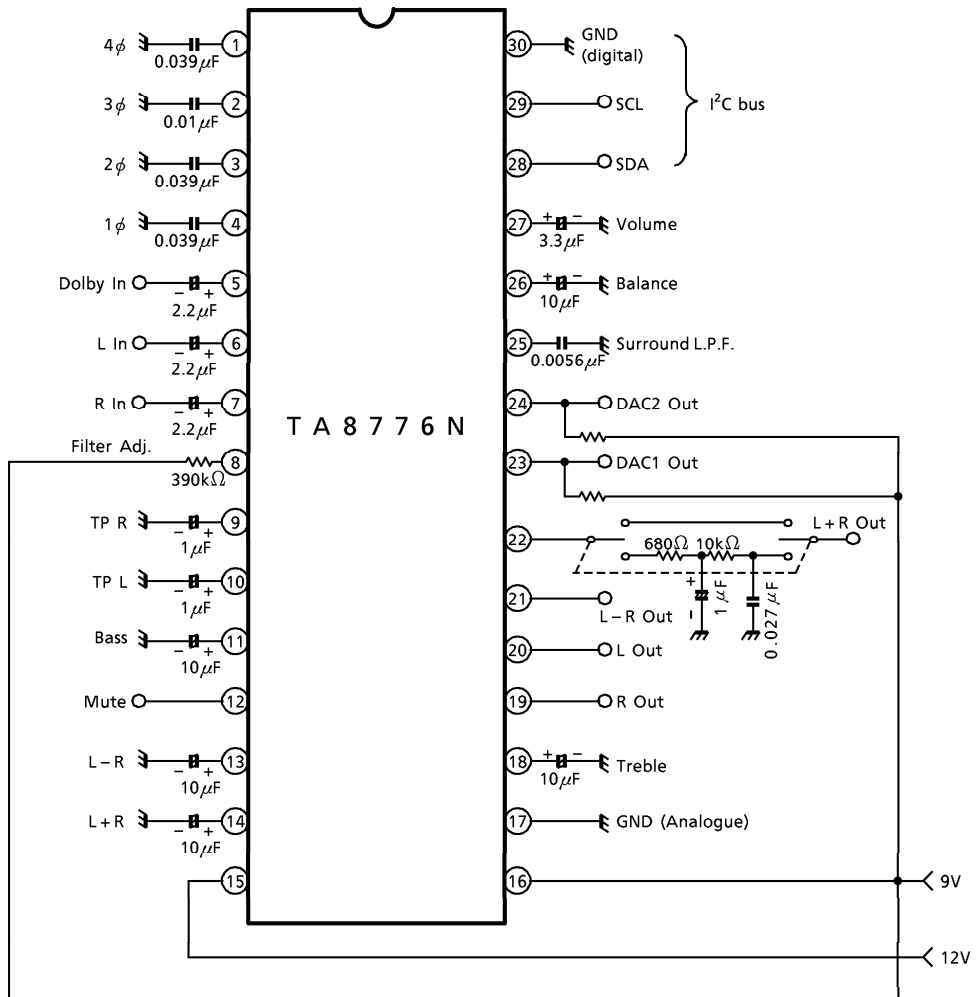 4φ
0.039μF
1
3φ
0.01μF
2
2φ
0.039μF
3
1φ
0.039μF
4
Dolby In
− +
2.2μF
5
L In
− +
2.2μF
6
R In
− +
2.2μF
7
Filter Adj.
390kΩ
8
TP R
− +
1μF
9
TP L
− +
1μF
10
Bass
− +
10μF
11
Mute
12
L−R
− +
10μF
13
L+R
− +
10μF
14
15
TA8776N
30
GND
(digital)
29
SCL
I²C bus
28
SDA
27
+ −
3.3μF
Volume
26
+ −
10μF
Balance
25
0.0056μF
Surround L.P.F.
24
DAC2 Out
23
DAC1 Out
22
680Ω 10kΩ
L+R Out
+
−
1μF
0.027μF
21
L−R Out
20
L Out
19
R Out
18
+ −
10μF
Treble
17
GND (Analogue)
16
9V
12V